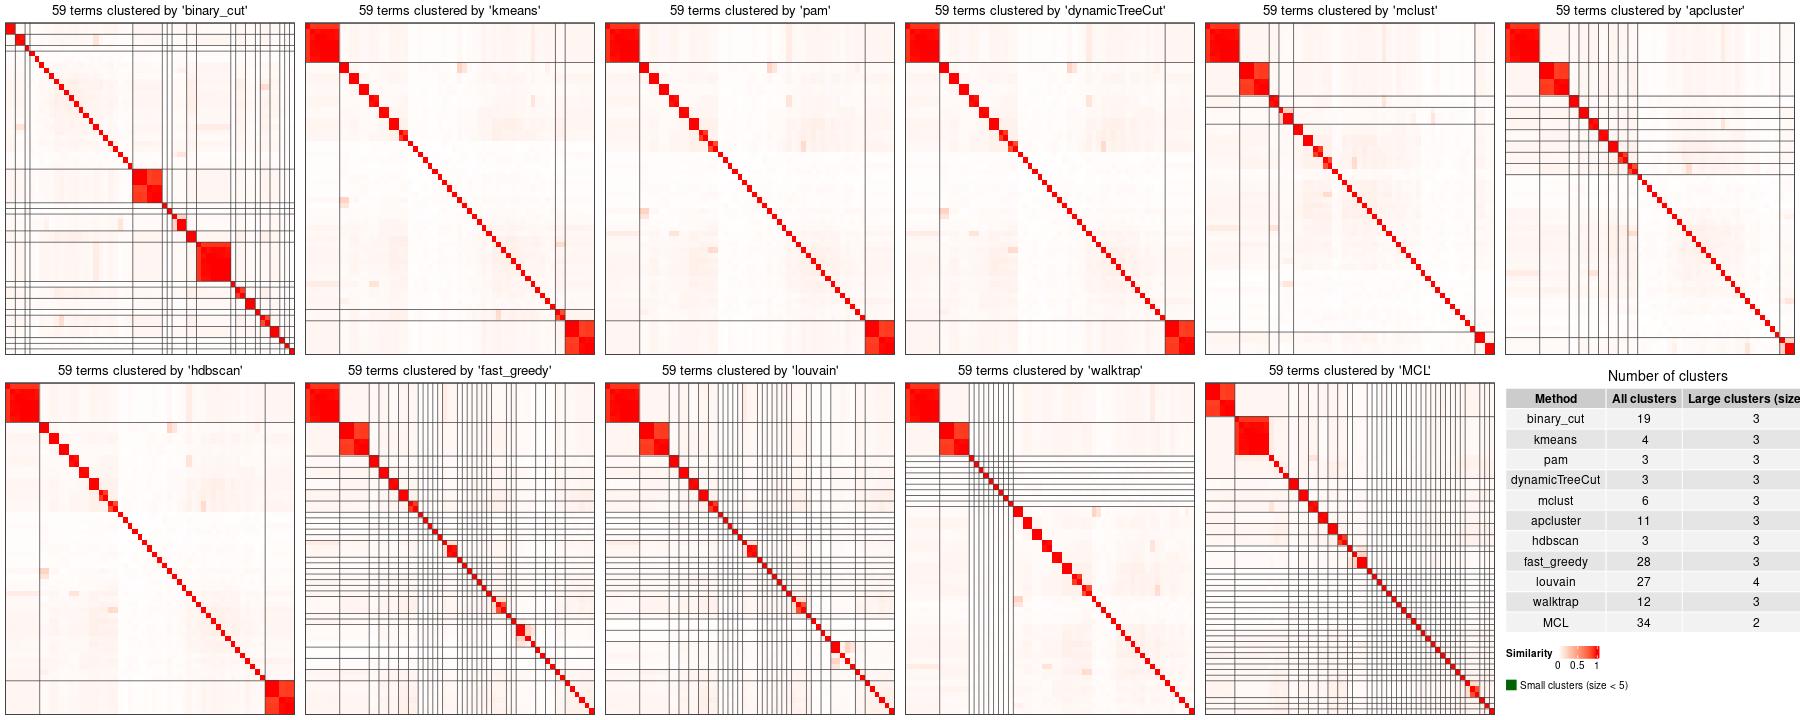 59 terms clustered by 'binary_cut'
59 terms clustered by 'kmeans'
59 terms clustered by 'pam'
59 terms clustered by 'dynamicTreeCut'
59 terms clustered by 'mclust'
59 terms clustered by 'apcluster'
59 terms clustered by 'hdbscan'
59 terms clustered by 'fast_greedy'
59 terms clustered by 'louvain'
59 terms clustered by 'walktrap'
59 terms clustered by 'MCL'
Number of clusters
Method All clusters Large clusters (size
binary_cut 19 3
kmeans 4 3
pam 3 3
dynamicTreeCut 3 3
mclust 6 3
apcluster 11 3
hdbscan 3 3
fast_greedy 28 3
louvain 27 4
walktrap 12 3
MCL 34 2
Similarity
0 0.5 1
Small clusters (size < 5)